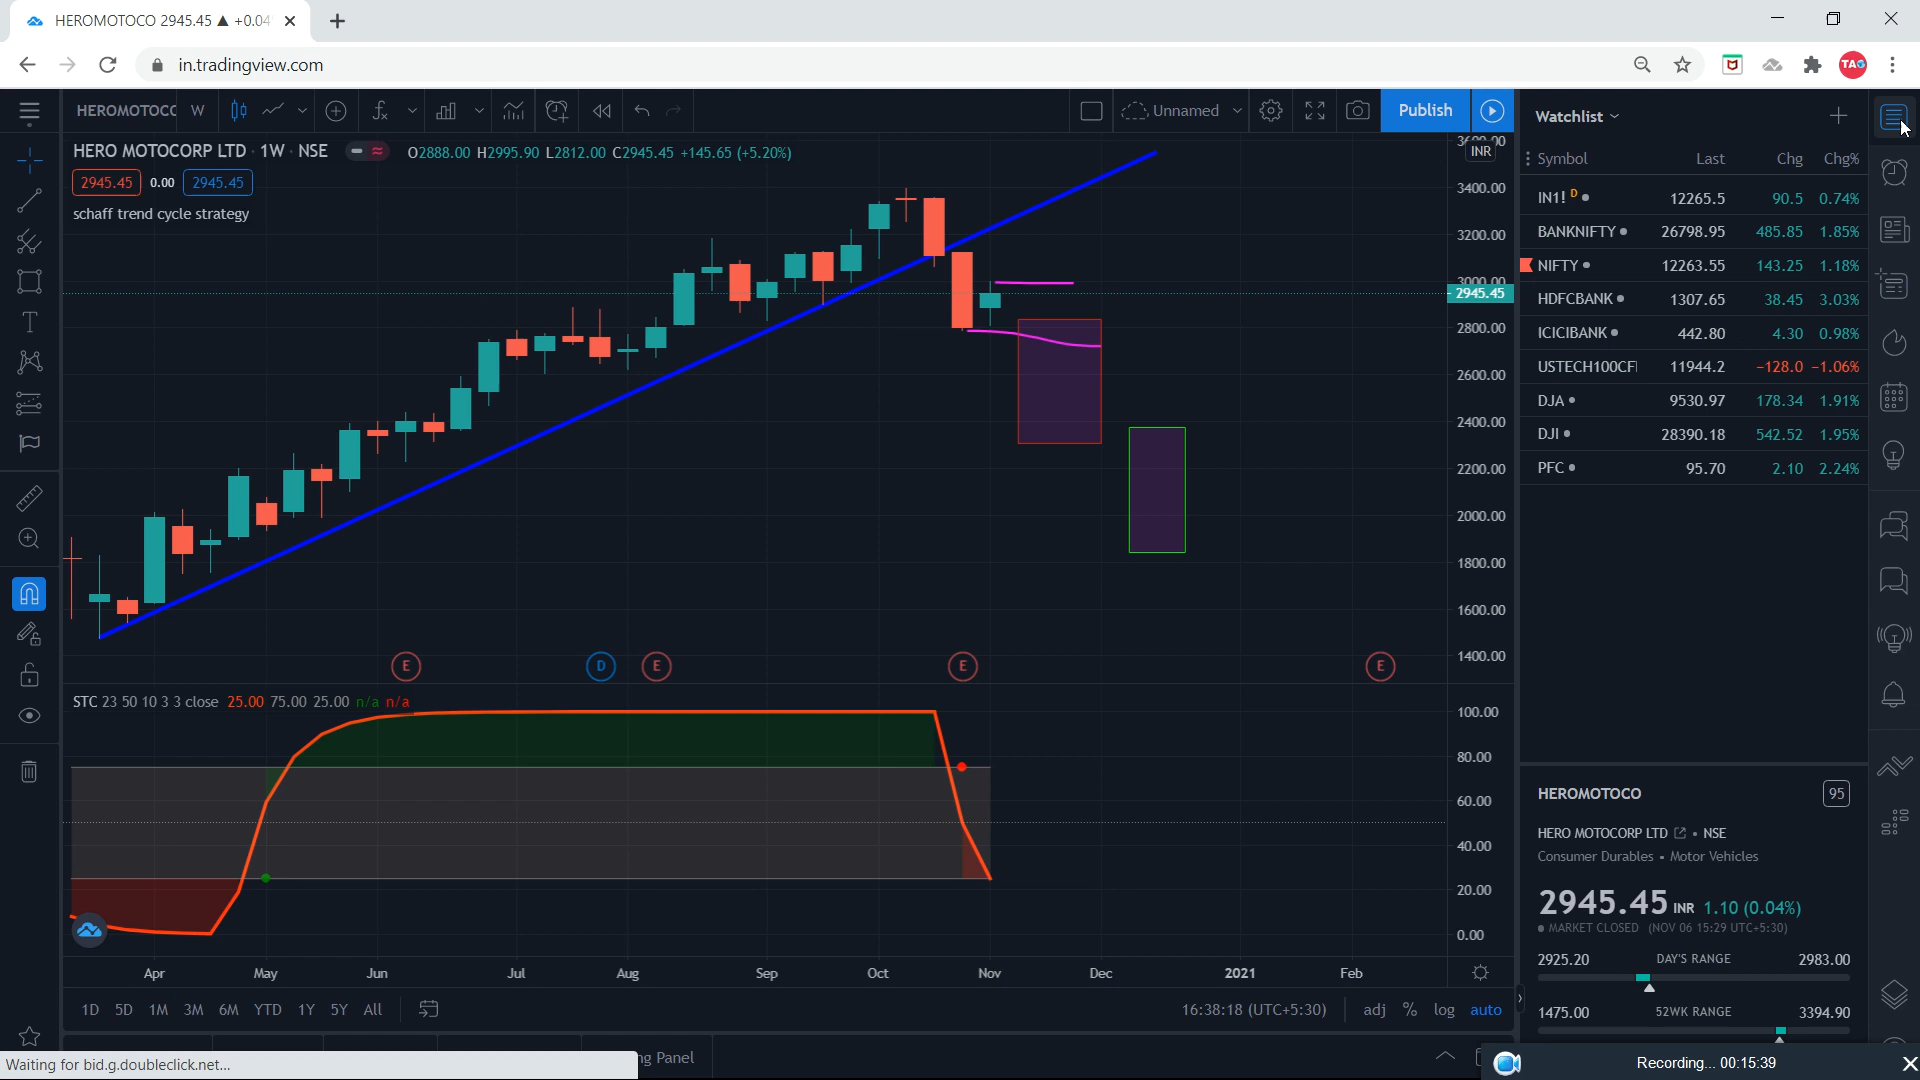 HEROMOTOCO 2945.45 ▲ +0.04
in.tradingview.com
TAG
HEROMOTOCO W
Unnamed
Publish
HERO MOTOCORP LTD · 1W · NSE
O2888.00 H2995.90 L2812.00 C2945.45 +145.65 (+5.20%)
2945.45 0.00 2945.45
schaff trend cycle strategy
INR
3600.00
3400.00
3200.00
3000.00
2945.45
2800.00
2600.00
2400.00
2200.00
2000.00
1800.00
1600.00
1400.00
E D E E E
STC 23 50 10 3 3 close 25.00 75.00 25.00 n/a n/a
100.00
80.00
60.00
40.00
20.00
0.00
Apr May Jun Jul Aug Sep Oct Nov Dec 2021 Feb
1D 5D 1M 3M 6M YTD 1Y 5Y All
16:38:18 (UTC+5:30) adj % log auto
ng Panel
Waiting for bid.g.doubleclick.net...
Watchlist
Symbol Last Chg Chg%
IN1! D 12265.5 90.5 0.74%
BANKNIFTY 26798.95 485.85 1.85%
NIFTY 12263.55 143.25 1.18%
HDFCBANK 1307.65 38.45 3.03%
ICICIBANK 442.80 4.30 0.98%
USTECH100CFI 11944.2 -128.0 -1.06%
DJA 9530.97 178.34 1.91%
DJI 28390.18 542.52 1.95%
PFC 95.70 2.10 2.24%
HEROMOTOCO 95
HERO MOTOCORP LTD • NSE
Consumer Durables • Motor Vehicles
2945.45 INR 1.10 (0.04%)
MARKET CLOSED (NOV 06 15:29 UTC+5:30)
2925.20 DAY'S RANGE 2983.00
1475.00 52WK RANGE 3394.90
Recording... 00:15:39